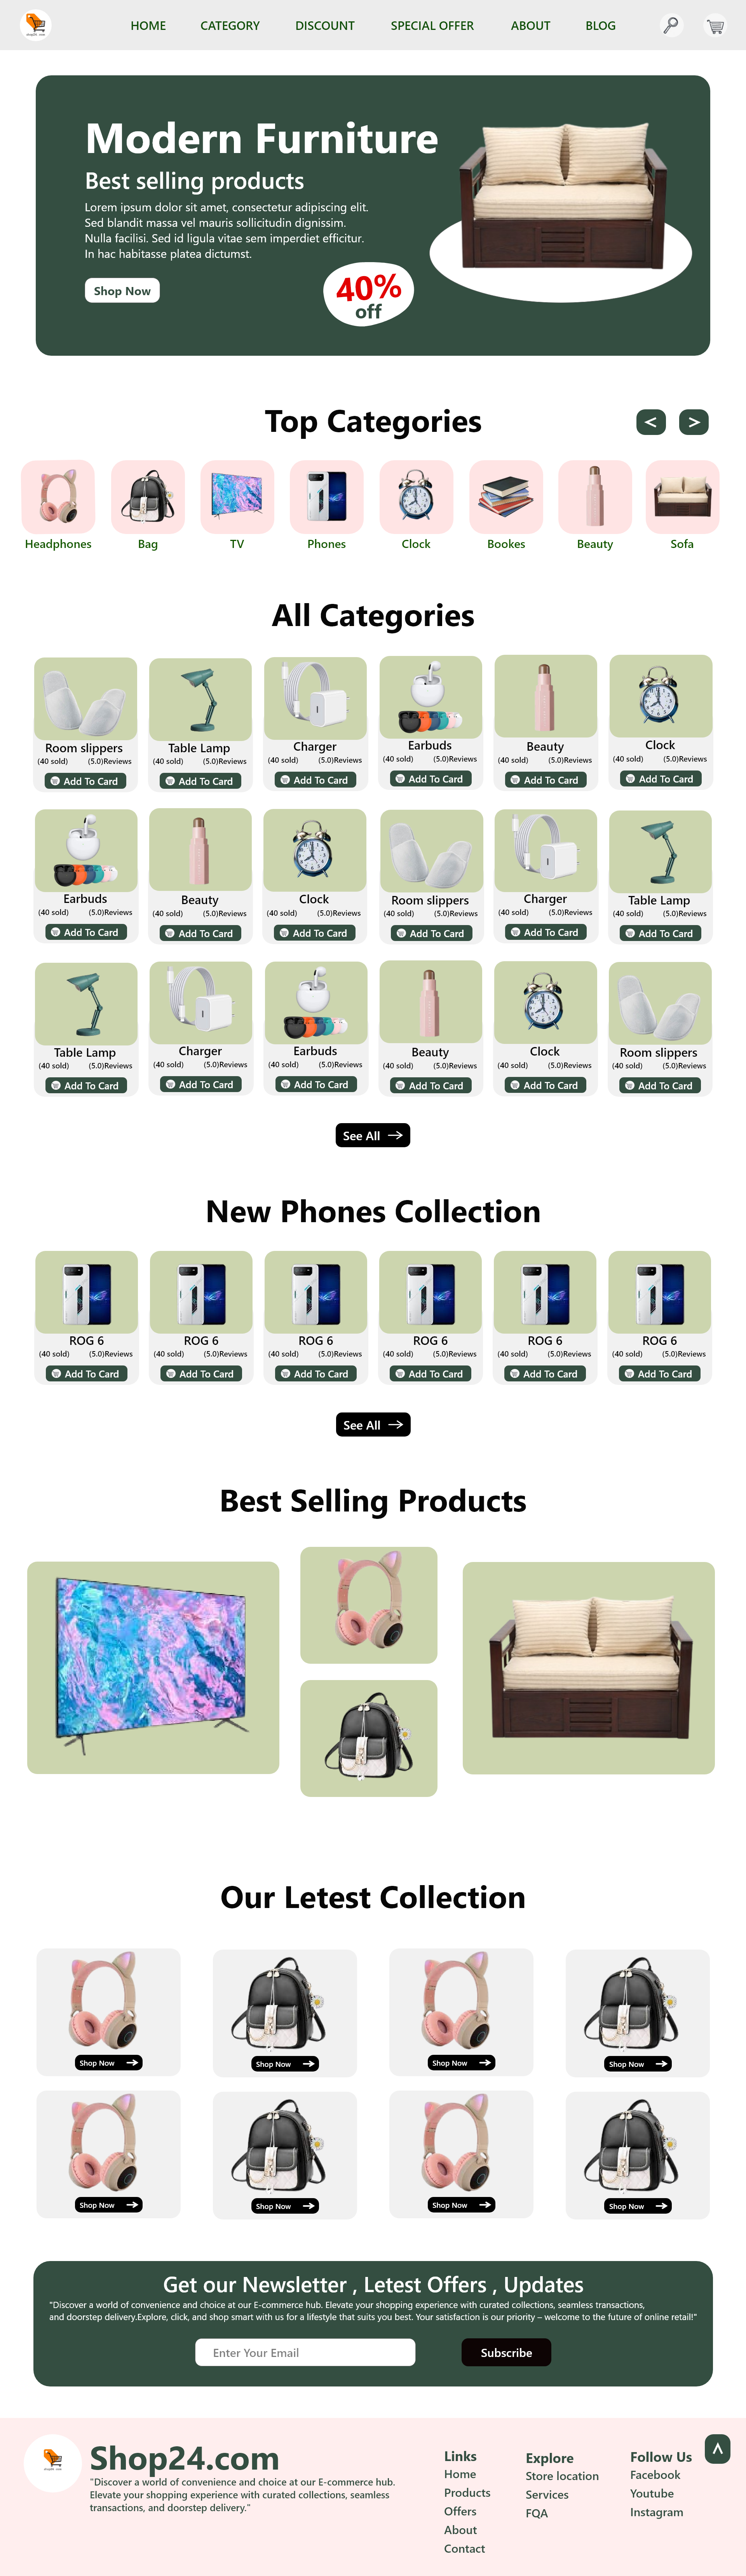 HOME CATEGORY DISCOUNT SPECIAL OFFER ABOUT BLOG
Modern Furniture
Best selling products
Lorem ipsum dolor sit amet, consectetur adipiscing elit.
Sed blandit massa vel mauris sollicitudin dignissim.
Nulla facilisi. Sed id ligula vitae sem imperdiet efficitur.
In hac habitasse platea dictumst.
Shop Now
40%
off
Top Categories
< >
Headphones Bag TV Phones Clock Bookes Beauty Sofa
All Categories
Room slippers Table Lamp Charger Earbuds Beauty Clock
(40 sold) (5.0)Reviews (40 sold) (5.0)Reviews (40 sold) (5.0)Reviews (40 sold) (5.0)Reviews (40 sold) (5.0)Reviews (40 sold) (5.0)Reviews
Add To Card Add To Card Add To Card Add To Card Add To Card Add To Card
Earbuds Beauty Clock Room slippers Charger Table Lamp
(40 sold) (5.0)Reviews (40 sold) (5.0)Reviews (40 sold) (5.0)Reviews (40 sold) (5.0)Reviews (40 sold) (5.0)Reviews (40 sold) (5.0)Reviews
Add To Card Add To Card Add To Card Add To Card Add To Card Add To Card
Table Lamp Charger Earbuds Beauty Clock Room slippers
(40 sold) (5.0)Reviews (40 sold) (5.0)Reviews (40 sold) (5.0)Reviews (40 sold) (5.0)Reviews (40 sold) (5.0)Reviews (40 sold) (5.0)Reviews
Add To Card Add To Card Add To Card Add To Card Add To Card Add To Card
See All
New Phones Collection
ROG 6 ROG 6 ROG 6 ROG 6 ROG 6 ROG 6
(40 sold) (5.0)Reviews (40 sold) (5.0)Reviews (40 sold) (5.0)Reviews (40 sold) (5.0)Reviews (40 sold) (5.0)Reviews (40 sold) (5.0)Reviews
Add To Card Add To Card Add To Card Add To Card Add To Card Add To Card
See All
Best Selling Products
Our Letest Collection
Shop Now Shop Now Shop Now Shop Now
Shop Now Shop Now Shop Now Shop Now
Get our Newsletter , Letest Offers , Updates
"Discover a world of convenience and choice at our E-commerce hub. Elevate your shopping experience with curated collections, seamless transactions,
and doorstep delivery.Explore, click, and shop smart with us for a lifestyle that suits you best. Your satisfaction is our priority – welcome to the future of online retail!"
Enter Your Email
Subscribe
Shop24.com
"Discover a world of convenience and choice at our E-commerce hub.
Elevate your shopping experience with curated collections, seamless
transactions, and doorstep delivery."
Links
Home
Products
Offers
About
Contact
Explore
Store location
Services
FQA
Follow Us
Facebook
Youtube
Instagram